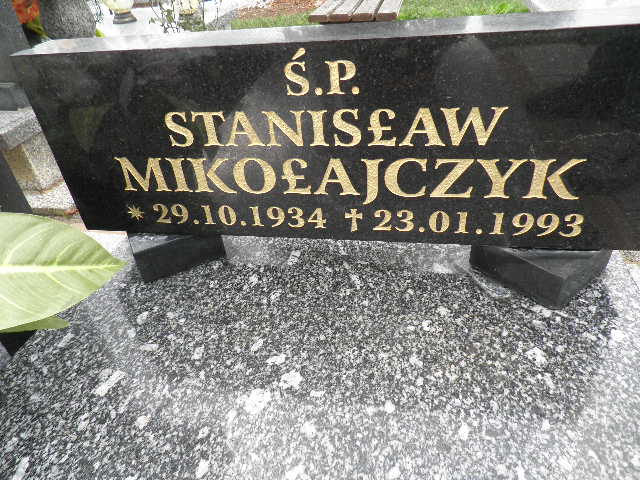 Ś.P.
STANISŁAW
MIKOŁAJCZYK
* 29.10.1934 † 23.01.1993